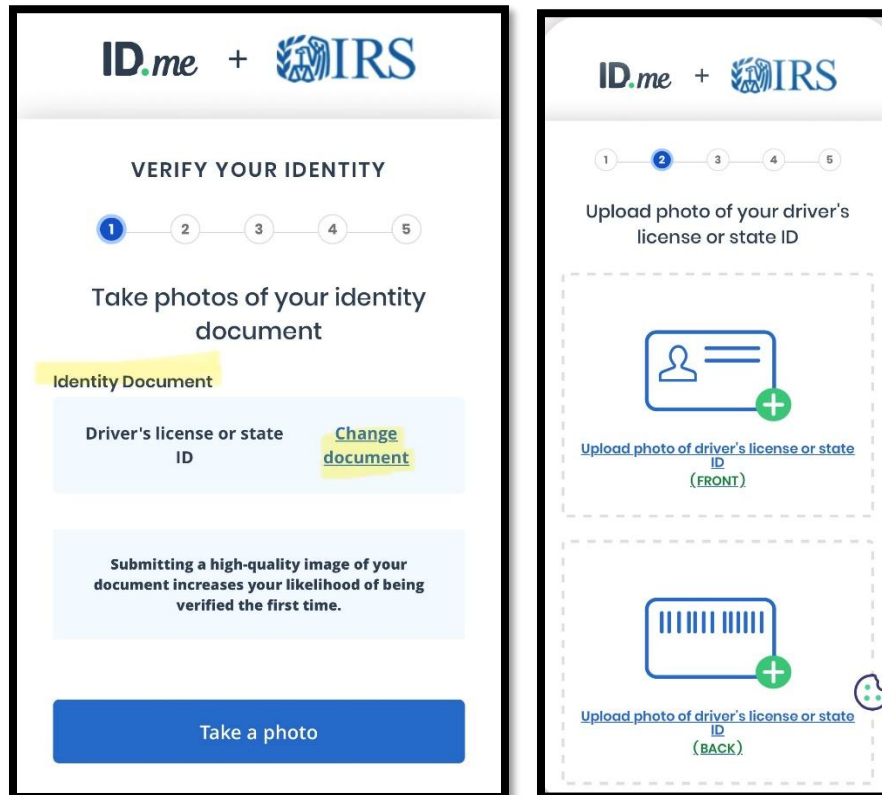 ID.me + IRS
VERIFY YOUR IDENTITY
1 2 3 4 5
Take photos of your identity
document
Identity Document
Driver's license or state
ID
Change
document
Submitting a high-quality image of your
document increases your likelihood of being
verified the first time.
Take a photo
ID.me + IRS
1 2 3 4 5
Upload photo of your driver's
license or state ID
Upload photo of driver's license or state
ID
(FRONT)
Upload photo of driver's license or state
ID
(BACK)